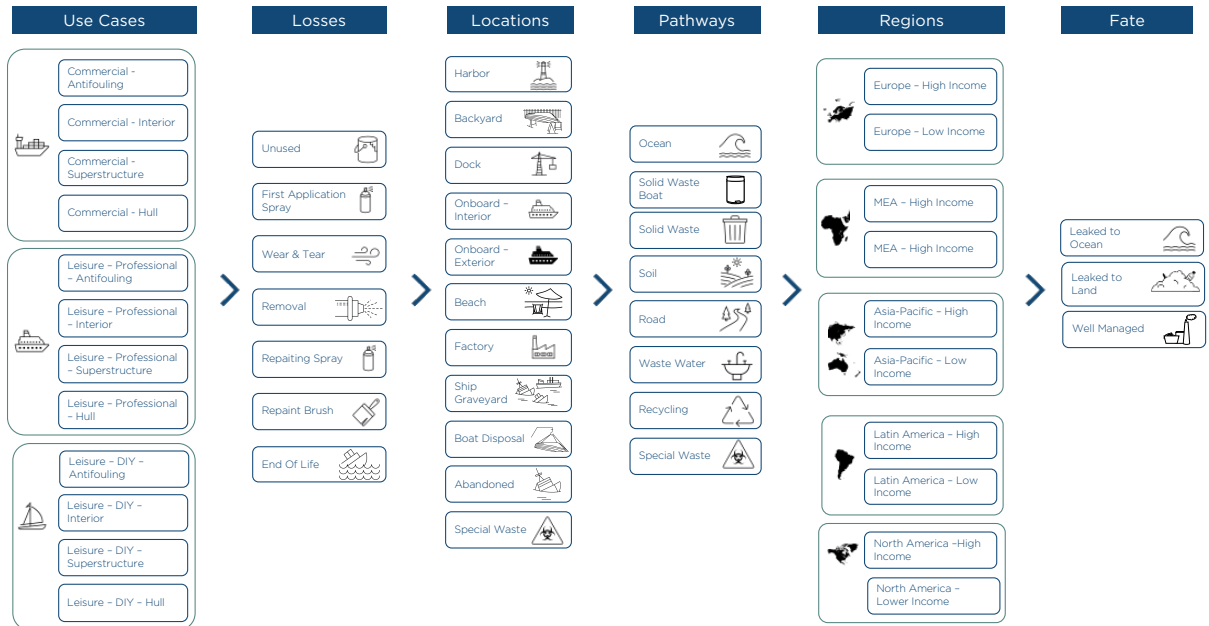 Use Cases
Losses
Locations
Pathways
Regions
Fate
Commercial -
Antifouling
Commercial - Interior
Commercial -
Superstructure
Commercial - Hull
Leisure – Professional
– Antifouling
Leisure – Professional
– Interior
Leisure – Professional
– Superstructure
Leisure – Professional
– Hull
Leisure – DIY –
Antifouling
Leisure – DIY –
Interior
Leisure – DIY –
Superstructure
Leisure – DIY – Hull
Unused
First Application
Spray
Wear & Tear
Removal
Repaiting Spray
Repaint Brush
End Of Life
Harbor
Backyard
Dock
Onboard –
Interior
Onboard –
Exterior
Beach
Factory
Ship
Graveyard
Boat Disposal
Abandoned
Special Waste
Ocean
Solid Waste
Boat
Solid Waste
Soil
Road
Waste Water
Recycling
Special Waste
Europe – High Income
Europe – Low Income
MEA – High Income
MEA – High Income
Asia-Pacific – High
Income
Asia-Pacific – Low
Income
Latin America – High
Income
Latin America – Low
Income
North America –High
Income
North America –
Lower Income
Leaked to
Ocean
Leaked to
Land
Well Managed